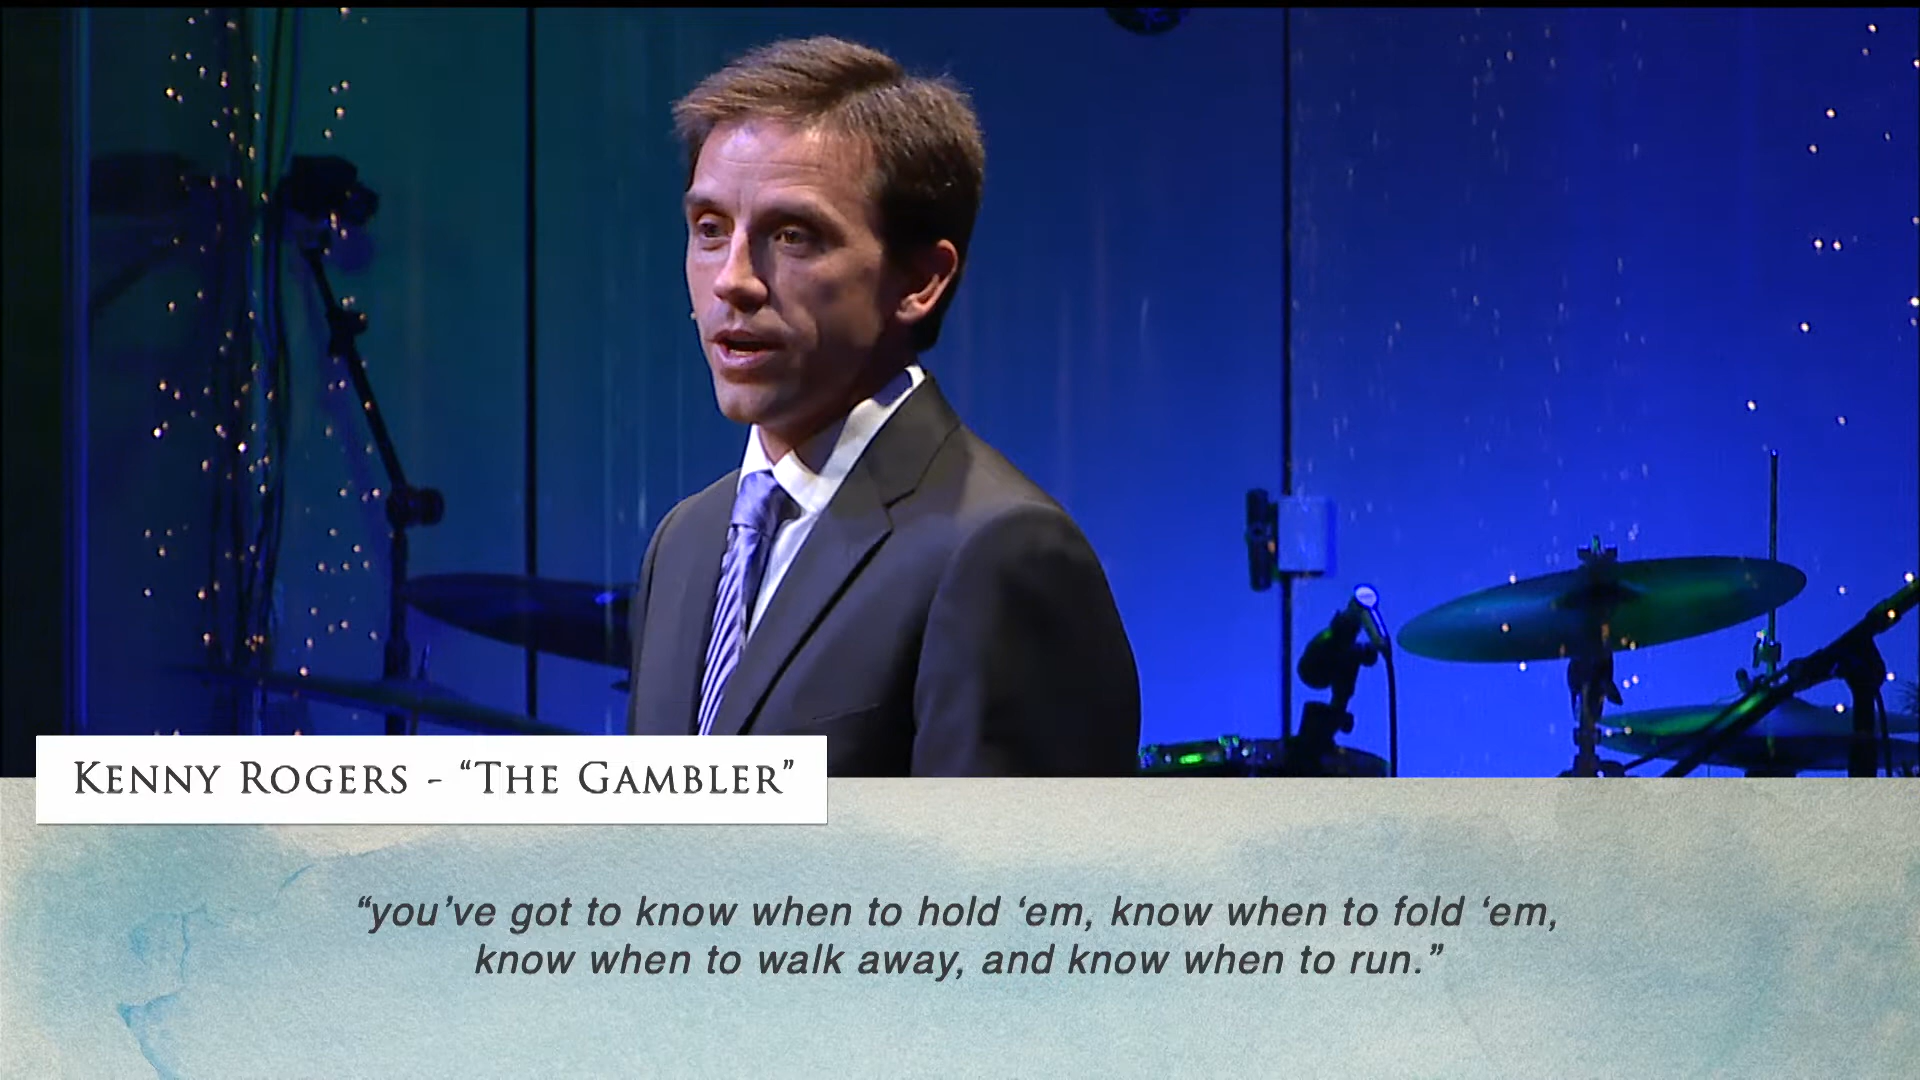 KENNY ROGERS - “THE GAMBLER”
“you’ve got to know when to hold ‘em, know when to fold ‘em,
know when to walk away, and know when to run.”